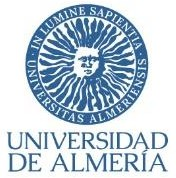 IN LUMINE SAPIENTIA
UNIVERSITAS ALMERIENSIS
UNIVERSIDAD
DE ALMERÍA